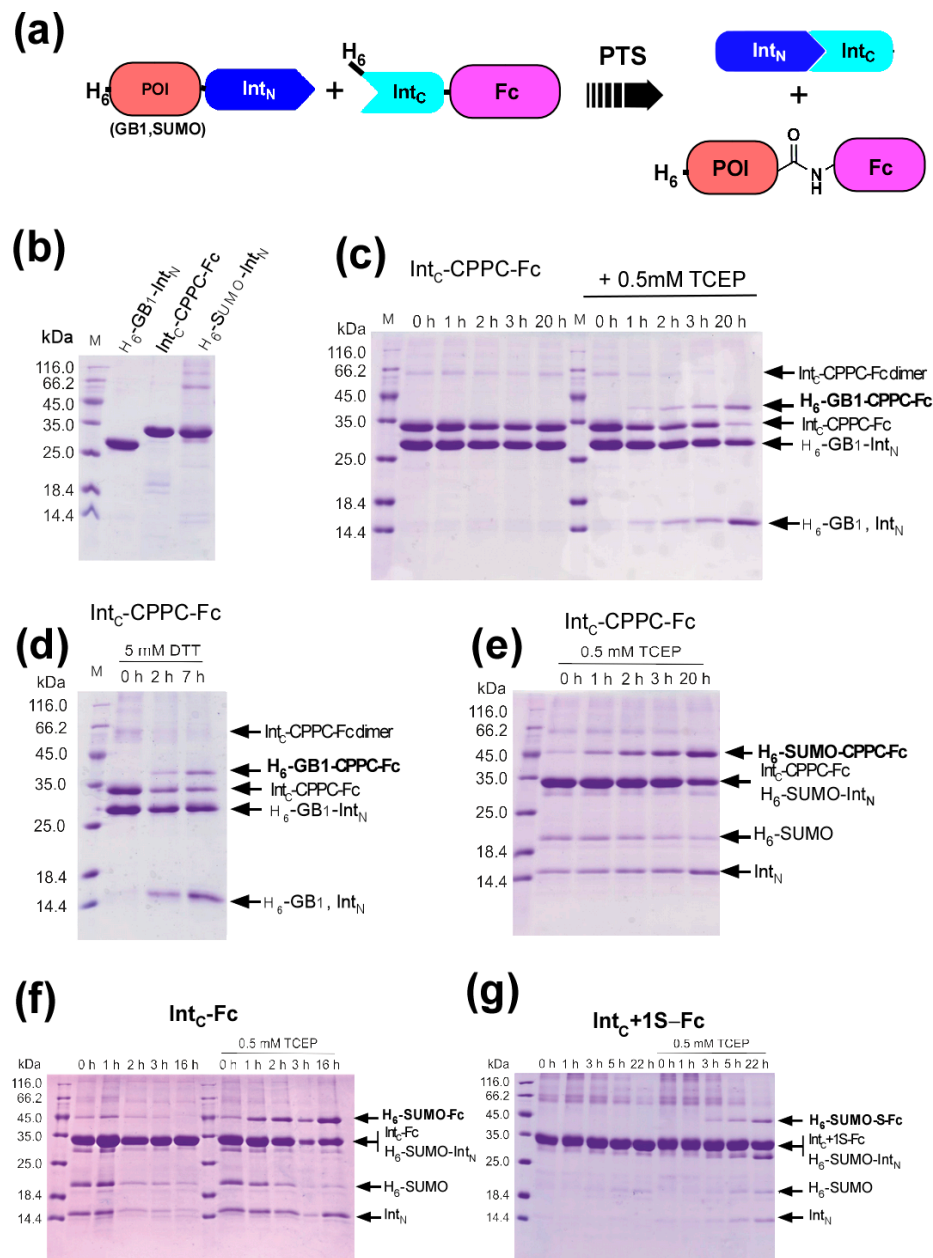 (a)
H6 POI IntN + H6 IntC Fc PTS IntN IntC
(GB1,SUMO)
+
H6 POI O N H Fc
(b)
H6-GB1-IntN
IntC-CPPC-Fc
H6-SUMO-IntN
kDa M
116.0
66.2
45.0
35.0
25.0
18.4
14.4
(c)
IntC-CPPC-Fc
+ 0.5mM TCEP
kDa M 0 h 1 h 2 h 3 h 20 h M 0 h 1 h 2 h 3 h 20 h
116.0
66.2
45.0
35.0
25.0
18.4
14.4
IntC-CPPC-Fc dimer
H6-GB1-CPPC-Fc
IntC-CPPC-Fc
H6-GB1-IntN
H6-GB1, IntN
(d)
IntC-CPPC-Fc
5 mM DTT
M 0 h 2 h 7 h
kDa
116.0
66.2
45.0
35.0
25.0
18.4
14.4
IntC-CPPC-Fc dimer
H6-GB1-CPPC-Fc
IntC-CPPC-Fc
H6-GB1-IntN
H6-GB1, IntN
(e)
IntC-CPPC-Fc
0.5 mM TCEP
kDa 0 h 1 h 2 h 3 h 20 h
116.0
66.2
45.0
35.0
25.0
18.4
14.4
H6-SUMO-CPPC-Fc
IntC-CPPC-Fc
H6-SUMO-IntN
H6-SUMO
IntN
(f)
IntC-Fc
0.5 mM TCEP
kDa 0 h 1 h 2 h 3 h 16 h 0 h 1 h 2 h 3 h 16 h
116.0
66.2
45.0
35.0
25.0
18.4
14.4
H6-SUMO-Fc
IntC-Fc
H6-SUMO-IntN
H6-SUMO
IntN
(g)
IntC+1S–Fc
0.5 mM TCEP
kDa 0 h 1 h 3 h 5 h 22 h 0 h 1 h 3 h 5 h 22 h
116.0
66.2
45.0
35.0
25.0
18.4
14.4
H6-SUMO-S-Fc
IntC+1S-Fc
H6-SUMO-IntN
H6-SUMO
IntN